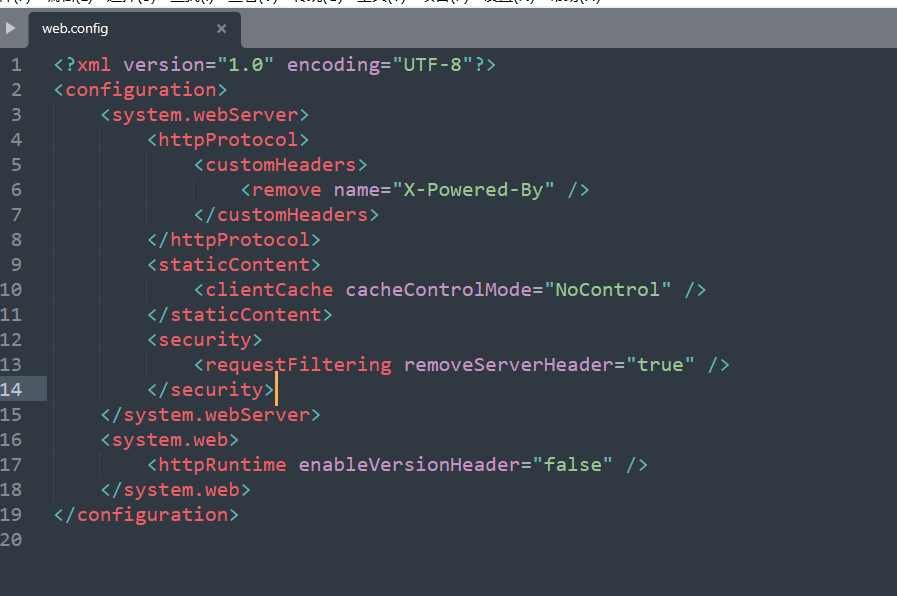 web.config ×
1 <?xml version="1.0" encoding="UTF-8"?>
2 <configuration>
3 <system.webServer>
4 <httpProtocol>
5 <customHeaders>
6 <remove name="X-Powered-By" />
7 </customHeaders>
8 </httpProtocol>
9 <staticContent>
10 <clientCache cacheControlMode="NoControl" />
11 </staticContent>
12 <security>
13 <requestFiltering removeServerHeader="true" />
14 </security>
15 </system.webServer>
16 <system.web>
17 <httpRuntime enableVersionHeader="false" />
18 </system.web>
19 </configuration>
20